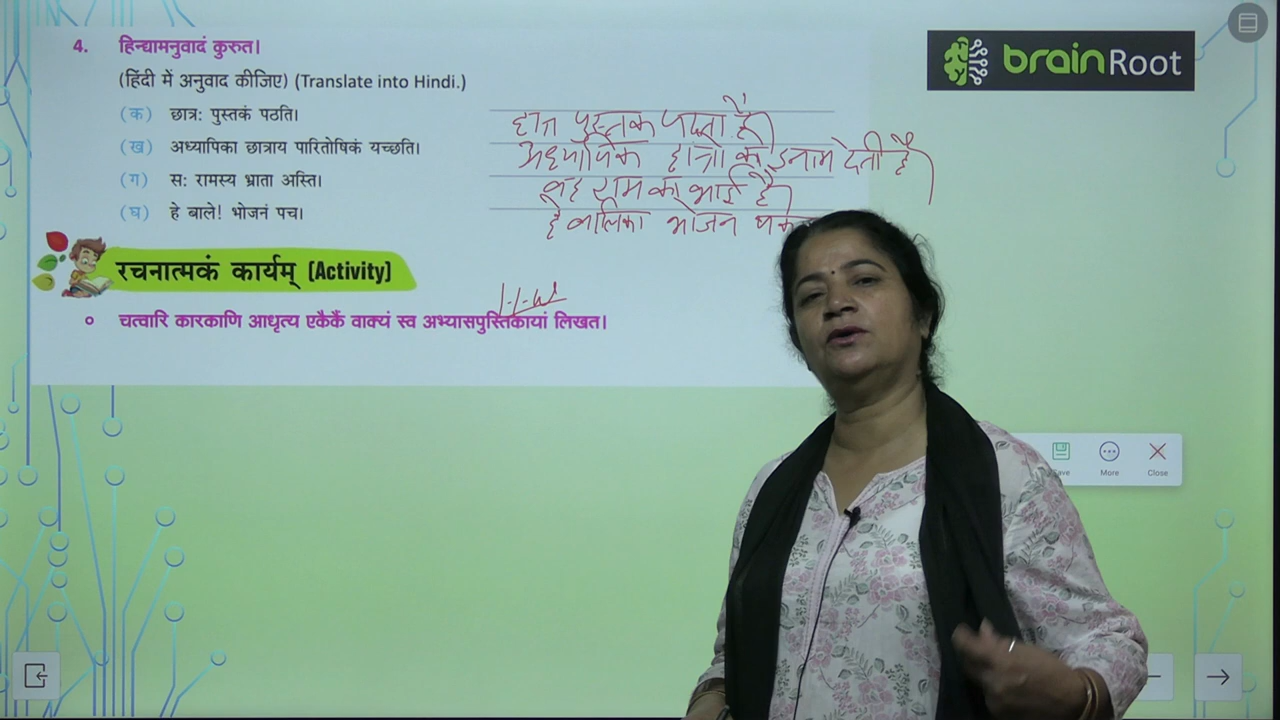 brainRoot
4. हिन्द्यामनुवादं कुरुत।
(हिंदी में अनुवाद कीजिए) (Translate into Hindi.)
(क) छात्र: पुस्तकं पठति। छात्र पुस्तक पढ़ता है।
(ख) अध्यापिका छात्राय पारितोषिकं यच्छति। इनाम देती है।
(ग) स: रामस्य भ्राता अस्ति। वह राम का भाई है।
(घ) हे बाले! भोजनं पच। हे बालिका भोजन
रचनात्मकं कार्यम् (Activity)
H.W
० चत्वारि कारकाणि आधृत्य एकैकं वाक्यं स्व अभ्यासपुस्तिकायां लिखत।
Save More Close